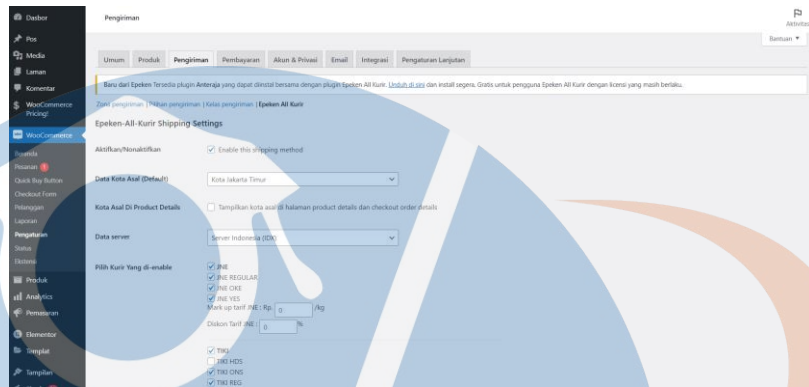 Dasbor
Pos
Media
Laman
Komentar
WooCommerce
Pricing!
WooCommerce
Beranda
Pesanan 1
Quick Buy Button
Checkout Form
Pelanggan
Laporan
Pengaturan
Status
Ekstensi
Produk
Analytics
Pemasaran
Elementor
Templat
Tampilan
Pengiriman
Aktivitas
Bantuan
Umum Produk Pengiriman Pembayaran Akun & Privasi Email Integrasi Pengaturan Lanjutan
Baru dari Epeken Tersedia plugin Anteraja yang dapat diinstal bersama dengan plugin Epeken All Kurir. Unduh di sini dan install segera. Gratis untuk pengguna Epeken All Kurir dengan licensi yang masih berlaku.
Zona pengiriman | Pilihan pengiriman | Kelas pengiriman | Epeken All Kurir
Epeken-All-Kurir Shipping Settings
Aktifkan/Nonaktifkan Enable this shipping method
Data Kota Asal (Default) Kota Jakarta Timur
Kota Asal Di Product Details Tampilkan kota asal di halaman product details dan checkout order details
Data server Server Indonesia (IDX)
Pilih Kurir Yang di-enable JNE
JNE REGULAR
JNE OKE
JNE YES
Mark up tarif JNE : Rp. 0 /kg
Diskon Tarif JNE : 0 %
TIKI
TIKI HDS
TIKI ONS
TIKI REG